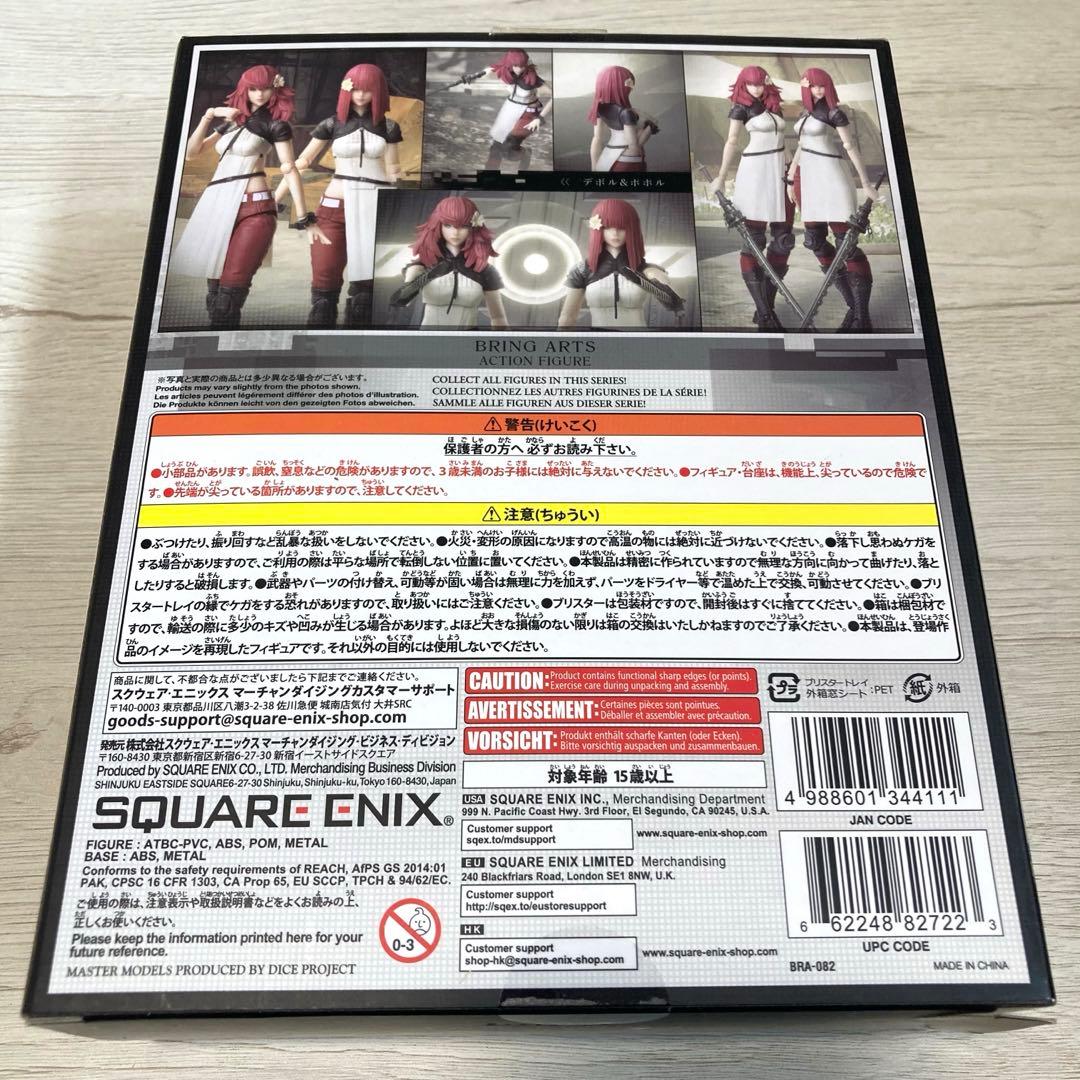 ≪ デボル&ポポル
BRING ARTS
ACTION FIGURE
※写真と実際の商品とは多少異なる場合がございます。
Products may vary slightly from the photos shown.
Les articles peuvent légèrement différer des photos d'illustration.
Die Produkte können leicht von den gezeigten Fotos abweichen.
COLLECT ALL FIGURES IN THIS SERIES!
COLLECTIONNEZ LES AUTRES FIGURINES DE LA SÉRIE!
SAMMLE ALLE FIGUREN AUS DIESER SERIE!
⚠警告(けいこく)
保護者の方へ必ずお読み下さい。
●小部品があります。誤飲、窒息などの危険がありますので、3歳未満のお子様には絶対に与えないでください。●フィギュア・台座は、機能上、尖っているので危険で
す。●先端が尖っている箇所がありますので、注意してください。
⚠注意(ちゅうい)
●ぶつけたり、振り回すなど乱暴な扱いをしないでください。●火災・変形の原因になりますので高温の物には絶対に近づけないでください。●落下し思わぬケガを
する場合がありますので、ご利用の際は平らな場所で転倒しない位置に置いてください。●本製品は精密に作られていますので無理な方向に向かって曲げたり、落と
したりすると破損します。●武器やパーツの付け替え、可動等が固い場合は無理に力を加えず、パーツをドライヤー等で温めた上で交換、可動させてください。●ブリ
スタートレイの縁でケガをする恐れがありますので、取り扱いにはご注意ください。●ブリスターは包装材ですので、開封後はすぐに捨ててください。●箱は梱包材で
すので、輸送の際に多少のキズや凹みが生じる場合があります。よほど大きな損傷のない限りは箱の交換はいたしかねますのでご了承ください。●本製品は、登場作
品のイメージを再現したフィギュアです。それ以外の目的には使用しないでください。
商品に関して、不都合な点がございましたら下記までご連絡ください。
スクウェア・エニックス マーチャンダイジングカスタマーサポート
〒140-0003 東京都品川区八潮3-2-38 佐川急便 城南店気付 大井SRC
goods-support@square-enix-shop.com
発売元 株式会社スクウェア・エニックス マーチャンダイジング・ビジネス・ディビジョン
〒160-8430 東京都新宿区新宿6-27-30 新宿イーストサイドスクエア
Produced by SQUARE ENIX CO., LTD. Merchandising Business Division
SHINJUKU EASTSIDE SQUARE6-27-30 Shinjuku, Shinjuku-ku, Tokyo 160-8430, Japan
SQUARE ENIX®
FIGURE : ATBC-PVC, ABS, POM, METAL
BASE : ABS, METAL
Conforms to the safety requirements of REACH, AfPS GS 2014:01
PAK, CPSC 16 CFR 1303, CA Prop 65, EU SCCP, TPCH & 94/62/EC.
ご使用の際は、注意表示や取扱説明書などをよくお読みの上、
正しくお使いください。
Please keep the information printed here for your
future reference.
MASTER MODELS PRODUCED BY DICE PROJECT
0-3
CAUTION: Product contains functional sharp edges (or points).
Exercise care during unpacking and assembly.
AVERTISSEMENT: Certaines pièces sont pointues.
Déballer et assembler avec précaution.
VORSICHT: Produkt enthält scharfe Kanten (oder Ecken).
Bitte vorsichtig auspacken und zusammenbauen.
対象年齢 15歳以上
USA SQUARE ENIX INC., Merchandising Department
999 N. Pacific Coast Hwy. 3rd Floor, El Segundo, CA 90245, U.S.A.
Customer support
sqex.to/mdsupport
www.square-enix-shop.com
EU SQUARE ENIX LIMITED Merchandising
240 Blackfriars Road, London SE1 8NW, U.K.
Customer support
http://sqex.to/eustoresupport
HK
Customer support
shop-hk@square-enix-shop.com
www.square-enix-shop.com
プラ
ブリスタートレイ
外箱窓シート:PET
紙
外箱
4 988601 344111
JAN CODE
6 62248 82722 3
UPC CODE
BRA-082
MADE IN CHINA